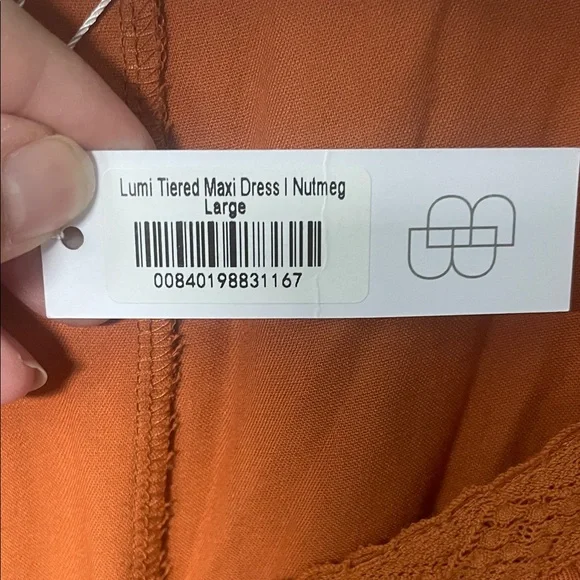 Lumi Tiered Maxi Dress | Nutmeg
Large
00840198831167